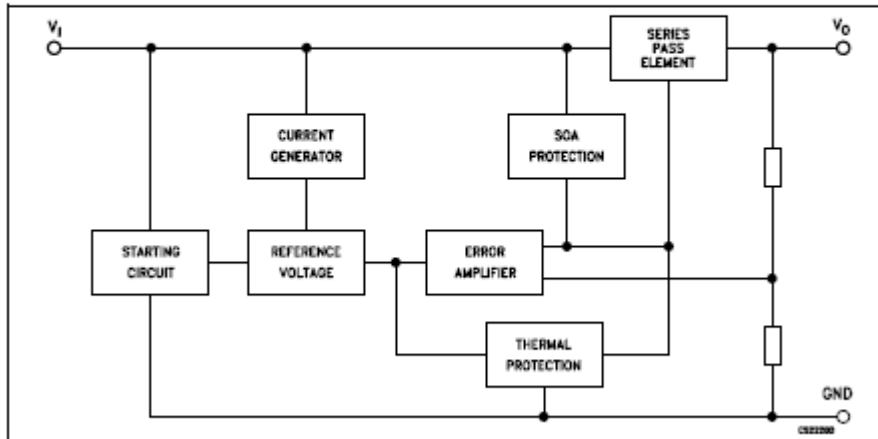 VI
SERIES
PASS
ELEMENT
VO
CURRENT
GENERATOR
SOA
PROTECTION
STARTING
CIRCUIT
REFERENCE
VOLTAGE
ERROR
AMPLIFIER
THERMAL
PROTECTION
GND